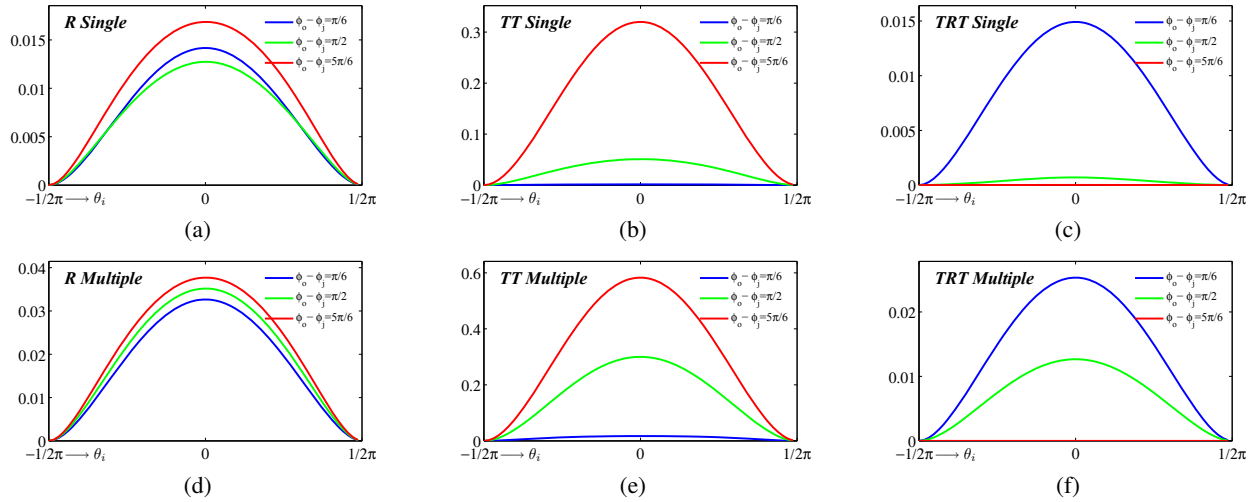 R Single
ϕo − ϕj=π/6
ϕo − ϕj=π/2
ϕo − ϕj=5π/6
0.015
0.01
0.005
0
−1/2π ⟶ θi
0
1/2π
(a)
TT Single
ϕo − ϕj=π/6
ϕo − ϕj=π/2
ϕo − ϕj=5π/6
0.3
0.2
0.1
0
−1/2π ⟶ θi
0
1/2π
(b)
TRT Single
ϕo − ϕj=π/6
ϕo − ϕj=π/2
ϕo − ϕj=5π/6
0.015
0.01
0.005
0
−1/2π ⟶ θi
0
1/2π
(c)
R Multiple
ϕo − ϕj=π/6
ϕo − ϕj=π/2
ϕo − ϕj=5π/6
0.04
0.03
0.02
0.01
0
−1/2π ⟶ θi
0
1/2π
(d)
TT Multiple
ϕo − ϕj=π/6
ϕo − ϕj=π/2
ϕo − ϕj=5π/6
0.6
0.4
0.2
0
−1/2π ⟶ θi
0
1/2π
(e)
TRT Multiple
ϕo − ϕj=π/6
ϕo − ϕj=π/2
ϕo − ϕj=5π/6
0.02
0.01
0
−1/2π ⟶ θi
0
1/2π
(f)